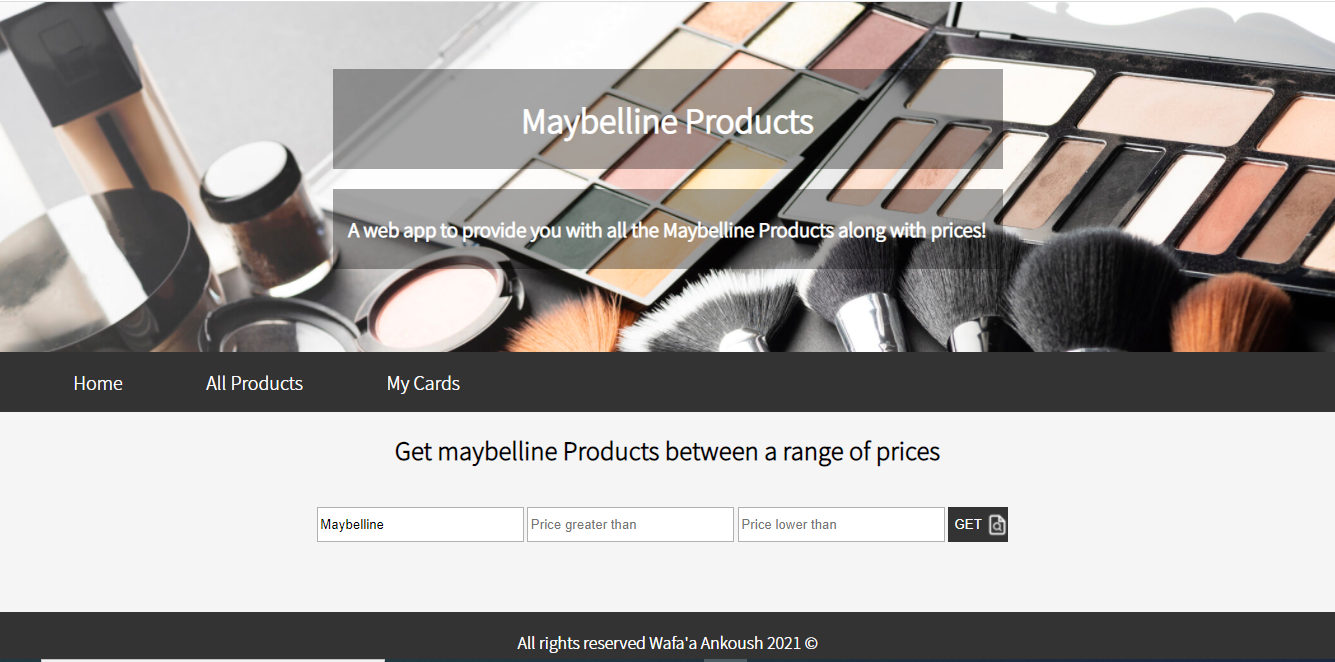 Maybelline Products
A web app to provide you with all the Maybelline Products along with prices!
Home All Products My Cards
Get maybelline Products between a range of prices
Maybelline Price greater than Price lower than GET
All rights reserved Wafa'a Ankoush 2021 ©